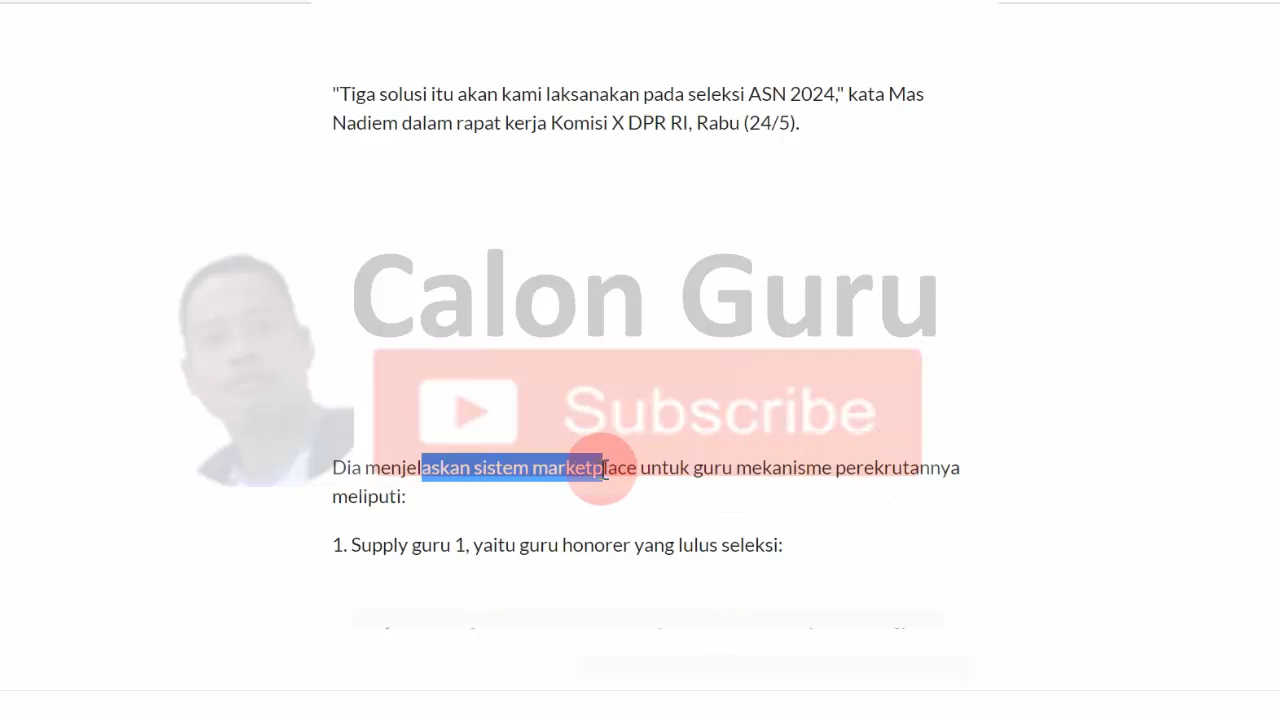 "Tiga solusi itu akan kami laksanakan pada seleksi ASN 2024," kata Mas
Nadiem dalam rapat kerja Komisi X DPR RI, Rabu (24/5).
Calon Guru
Subscribe
Dia menjelaskan sistem marketplace untuk guru mekanisme perekrutannya
meliputi:
1. Supply guru 1, yaitu guru honorer yang lulus seleksi: